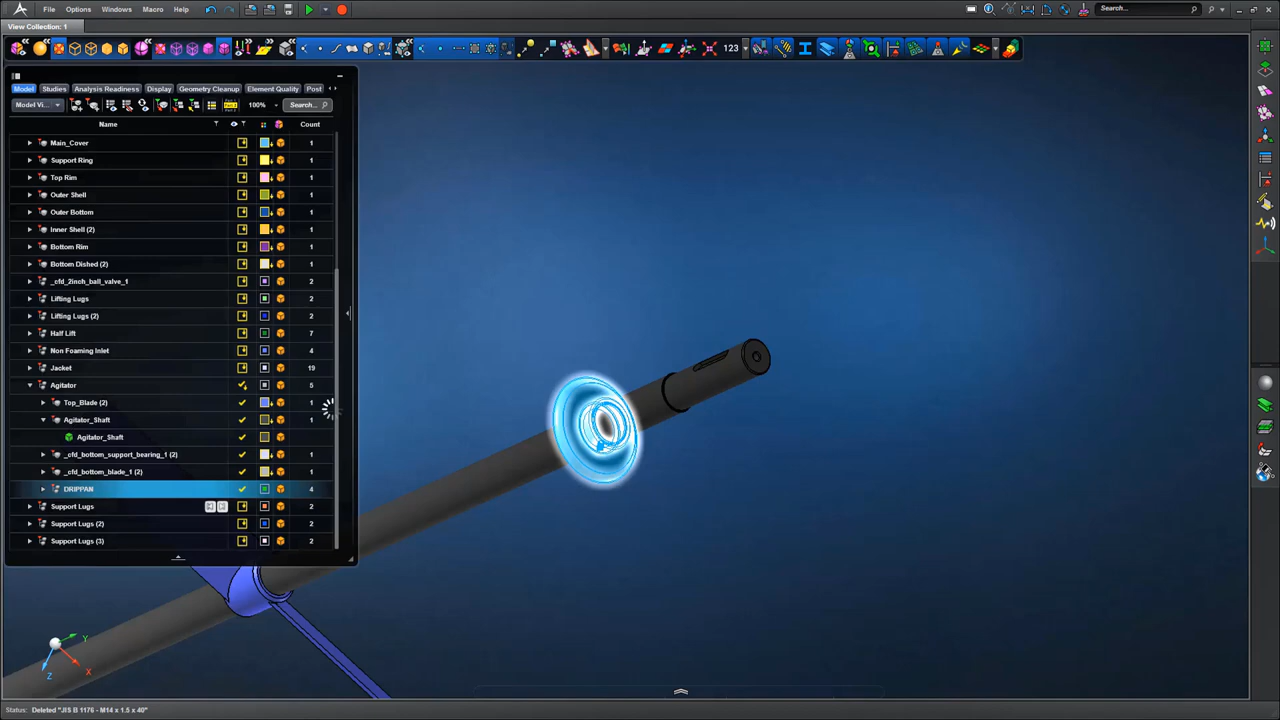 File Options Windows Macro Help
Search...
View Collection: 1
123
Model Studies Analysis Readiness Display Geometry Cleanup Element Quality Post
Model Vi... 100% Search...
Name Count
Main_Cover 1
Support Ring 1
Top Rim 1
Outer Shell 1
Outer Bottom 1
Inner Shell (2) 1
Bottom Rim 1
Bottom Dished (2) 1
_cfd_2inch_ball_valve_1 2
Lifting Lugs 2
Lifting Lugs (2) 2
Half Lift 7
Non Foaming Inlet 4
Jacket 19
Agitator 5
Top_Blade (2) 1
Agitator_Shaft 1
Agitator_Shaft
_cfd_bottom_support_bearing_1 (2) 1
_cfd_bottom_blade_1 (2) 1
DRIPPAN 4
Support Lugs 2
Support Lugs (2) 2
Support Lugs (3) 2
Y
X
Z
Status: Deleted "JIS B 1176 - M14 x 1.5 x 40"